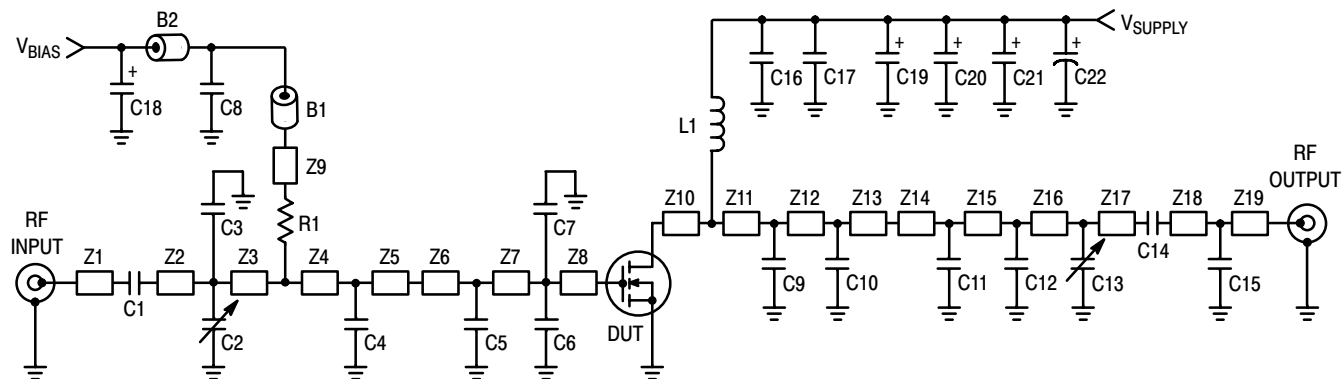 B2
V_BIAS
+
C18
C8
B1
Z9
R1
C3
RF
INPUT
Z1
C1
Z2
Z3
C2
Z4
C4
Z5
Z6
C5
Z7
C7
C6
Z8
DUT
Z10
L1
V_SUPPLY
C16
C17
+
C19
+
C20
+
C21
+
C22
Z11
C9
Z12
C10
Z13
Z14
C11
Z15
C12
Z16
C13
Z17
C14
Z18
C15
Z19
RF
OUTPUT